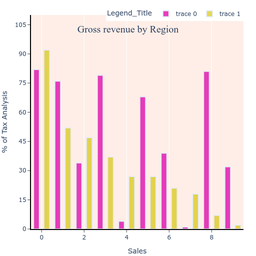 Legend_Title
trace 0
trace 1
Gross revenue by Region
% of Tax Analysis
105
90
75
60
45
30
15
0
0 2 4 6 8
Sales